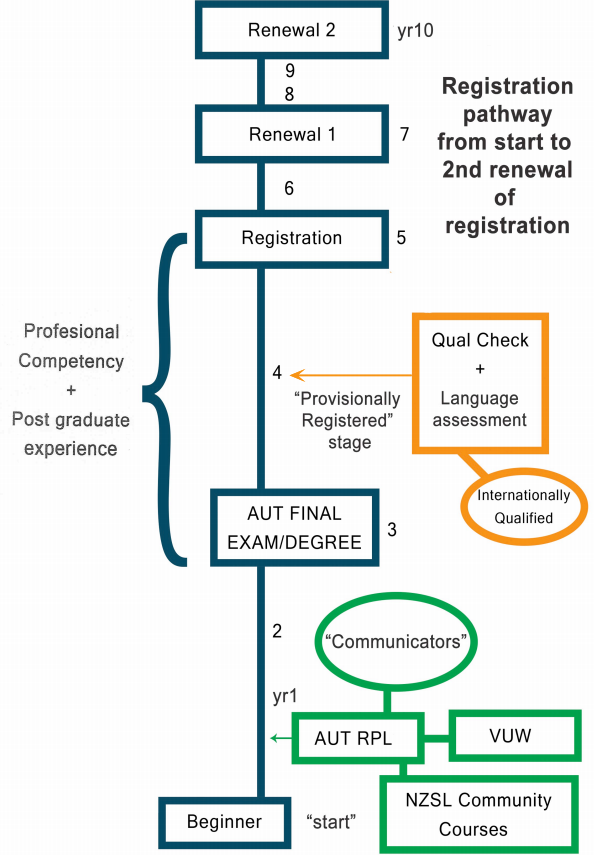 Renewal 2
yr10
9
8
Registration
pathway
from start to
2nd renewal
of
registration
Renewal 1
7
6
Registration
5
Profesional
Competency
+
Post graduate
experience
4
"Provisionally
Registered"
stage
Qual Check
+
Language
assessment
Internationally
Qualified
AUT FINAL
EXAM/DEGREE
3
2
"Communicators"
yr1
AUT RPL
VUW
NZSL Community
Courses
Beginner
"start"